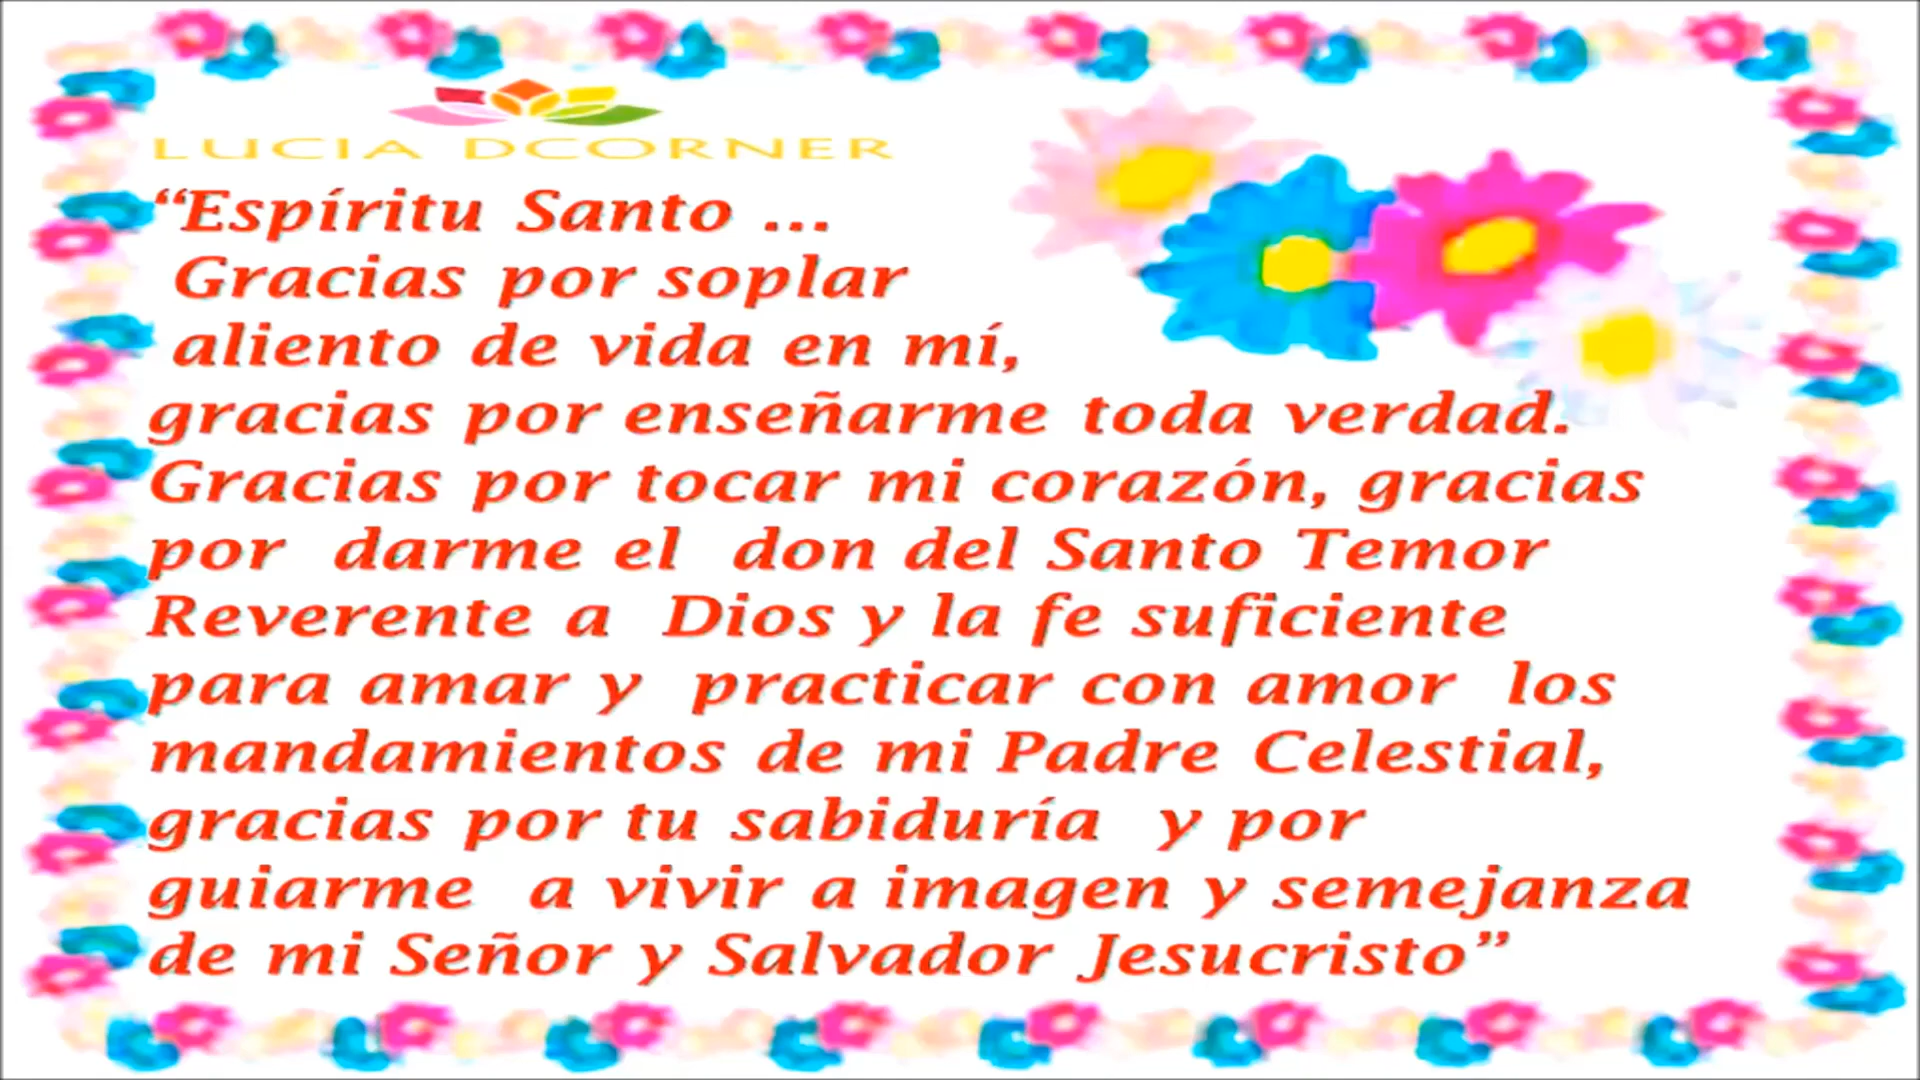 LUCIA DCORNER
“Espíritu Santo ...
Gracias por soplar
aliento de vida en mí,
gracias por enseñarme toda verdad.
Gracias por tocar mi corazón, gracias
por darme el don del Santo Temor
Reverente a Dios y la fe suficiente
para amar y practicar con amor los
mandamientos de mi Padre Celestial,
gracias por tu sabiduría y por
guiarme a vivir a imagen y semejanza
de mi Señor y Salvador Jesucristo”